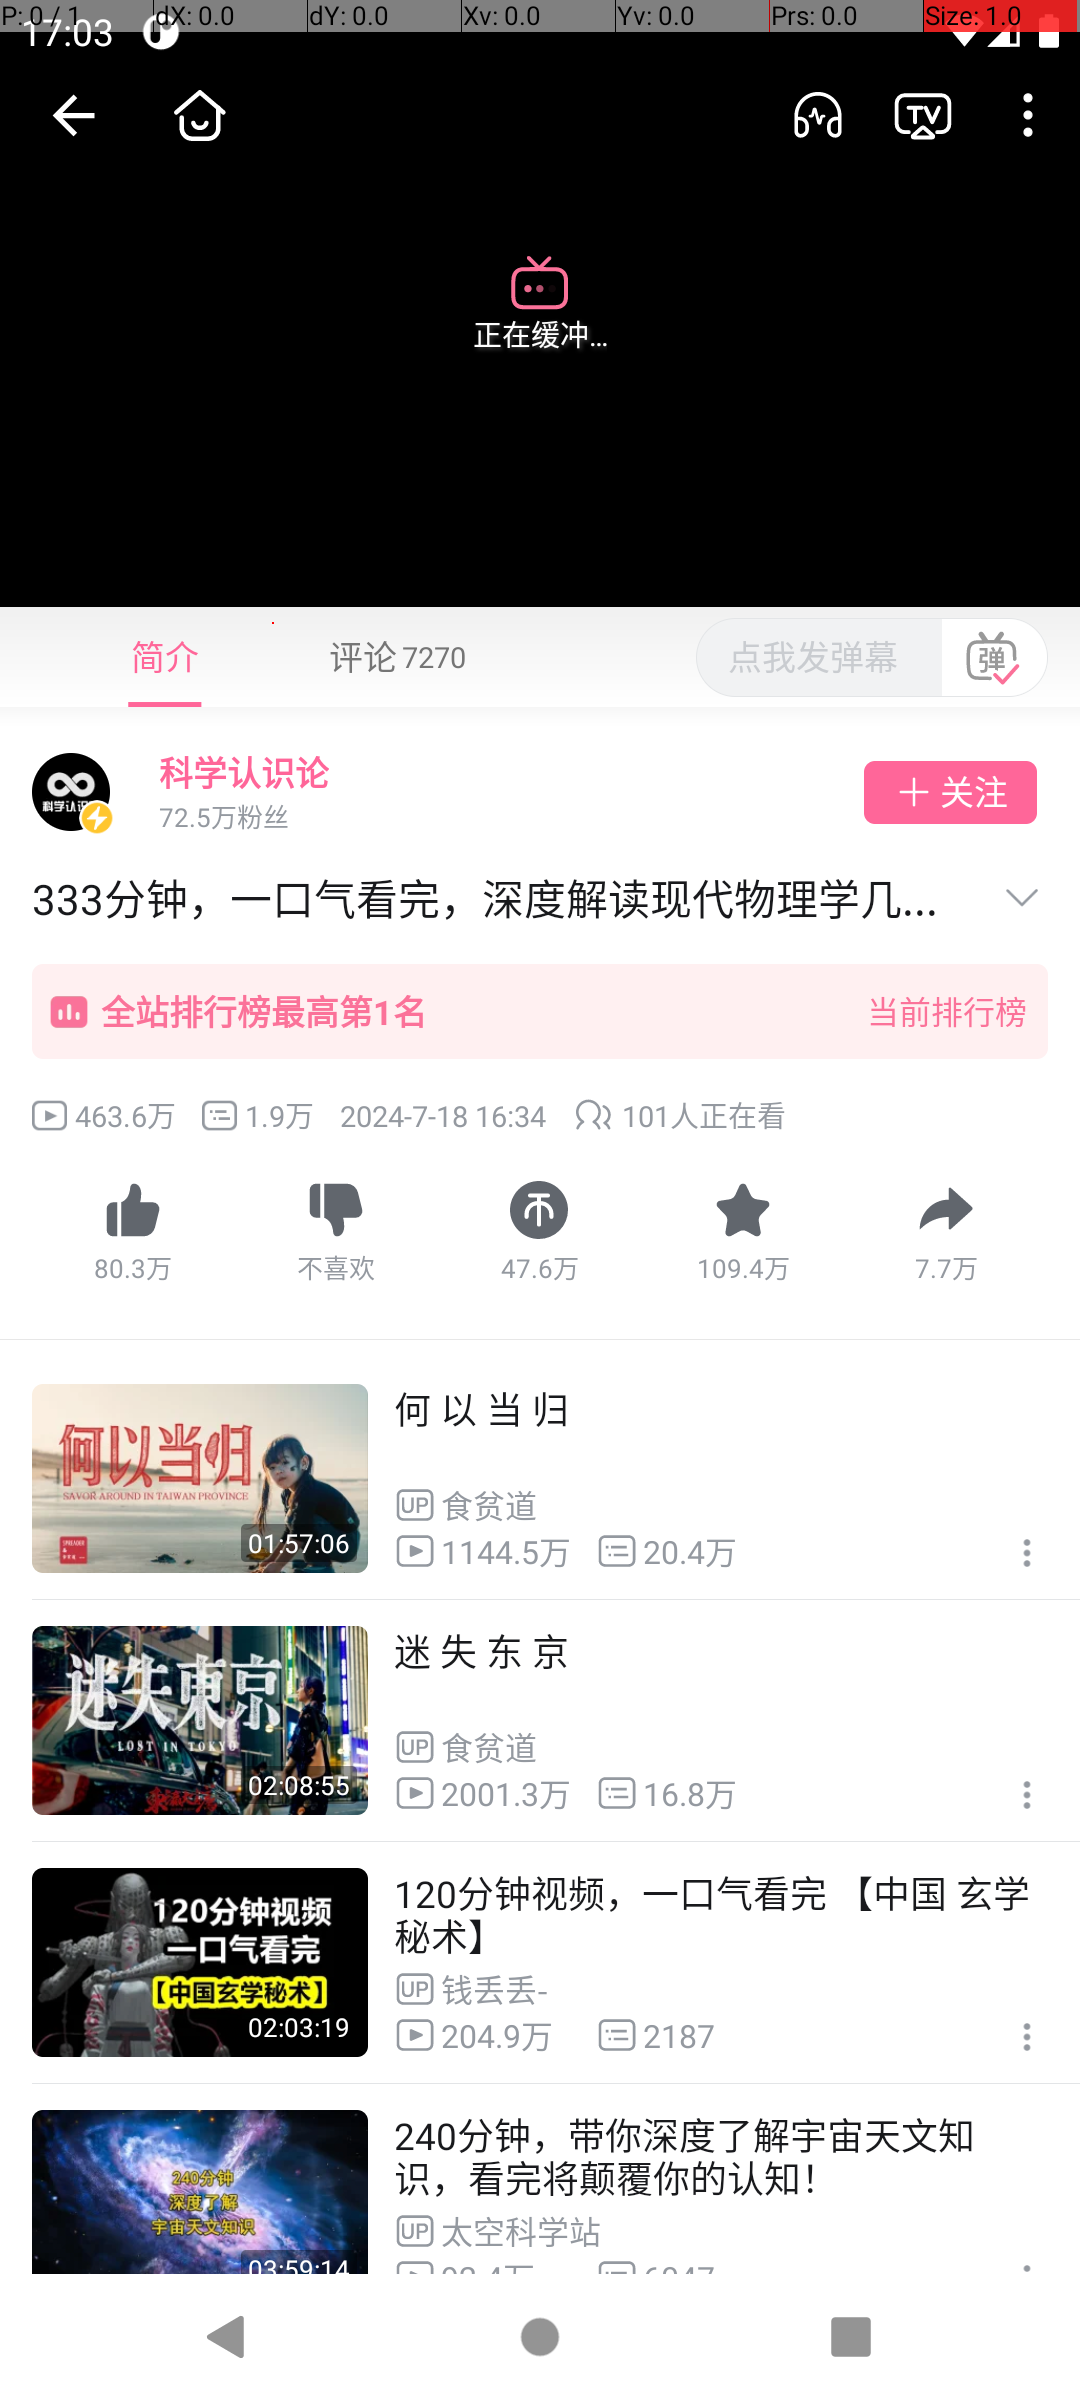 P: 0 / 1
dX: 0.0
dY: 0.0
Xv: 0.0
Yv: 0.0
Prs: 0.0
Size: 1.0
17:03
TV
正在缓冲...
简介
评论 7270
点我发弹幕
弹
科学认识论
72.5万粉丝
关注
333分钟，一口气看完，深度解读现代物理学几...
全站排行榜最高第1名
当前排行榜
463.6万
1.9万
2024-7-18 16:34
101人正在看
80.3万
不喜欢
47.6万
109.4万
7.7万
何以当归
SAVOR AROUND IN TAIWAN PROVINCE
01:57:06
何 以 当 归
UP 食贫道
1144.5万
20.4万
迷失東京
LOST IN TOKYO
02:08:55
迷 失 东 京
UP 食贫道
2001.3万
16.8万
120分钟视频
一口气看完
【中国玄学秘术】
02:03:19
120分钟视频，一口气看完 【中国 玄学
秘术】
UP 钱丢丢-
204.9万
2187
240分钟
深度了解
宇宙天文知识
03:59:14
240分钟，带你深度了解宇宙天文知
识，看完将颠覆你的认知！
UP 太空科学站